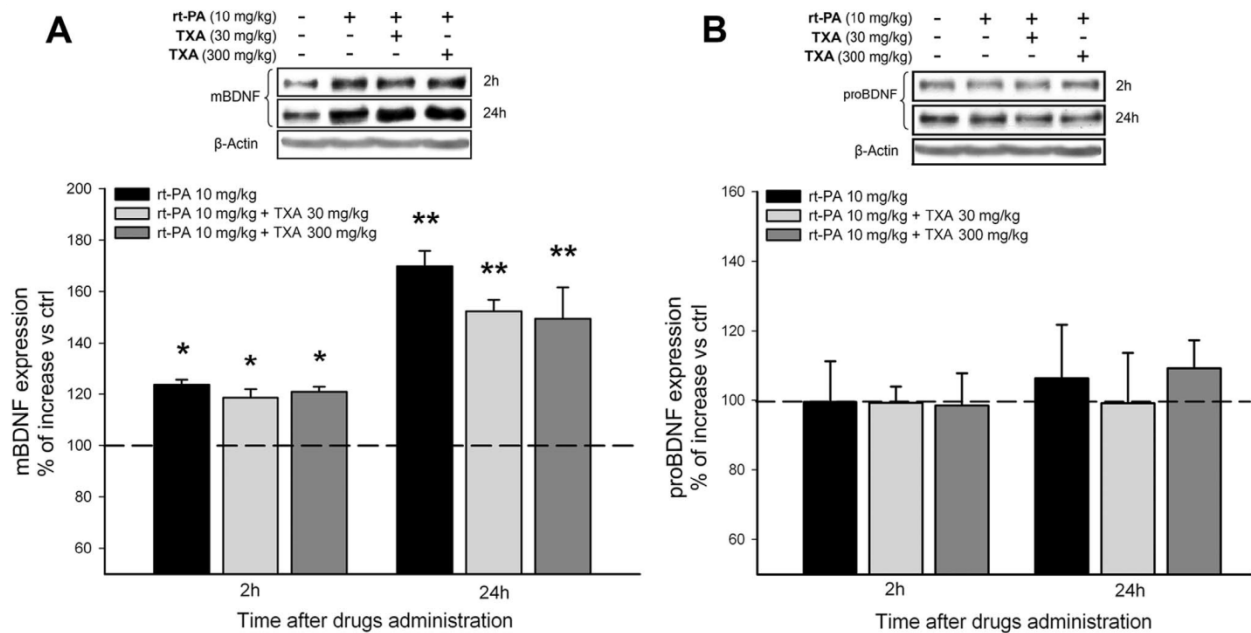 A
rt-PA (10 mg/kg) - + + +
TXA (30 mg/kg) - - + -
TXA (300 mg/kg) - - - +
mBDNF
2h
24h
β-Actin
200
180
160
140
120
100
80
60
rt-PA 10 mg/kg
rt-PA 10 mg/kg + TXA 30 mg/kg
rt-PA 10 mg/kg + TXA 300 mg/kg
* * *
** ** **
mBDNF expression
% of increase vs ctrl
2h 24h
Time after drugs administration
B
rt-PA (10 mg/kg) - + + +
TXA (30 mg/kg) - - + -
TXA (300 mg/kg) - - - +
proBDNF
2h
24h
β-Actin
160
140
120
100
80
60
rt-PA 10 mg/kg
rt-PA 10 mg/kg + TXA 30 mg/kg
rt-PA 10 mg/kg + TXA 300 mg/kg
proBDNF expression
% of increase vs ctrl
2h 24h
Time after drugs administration